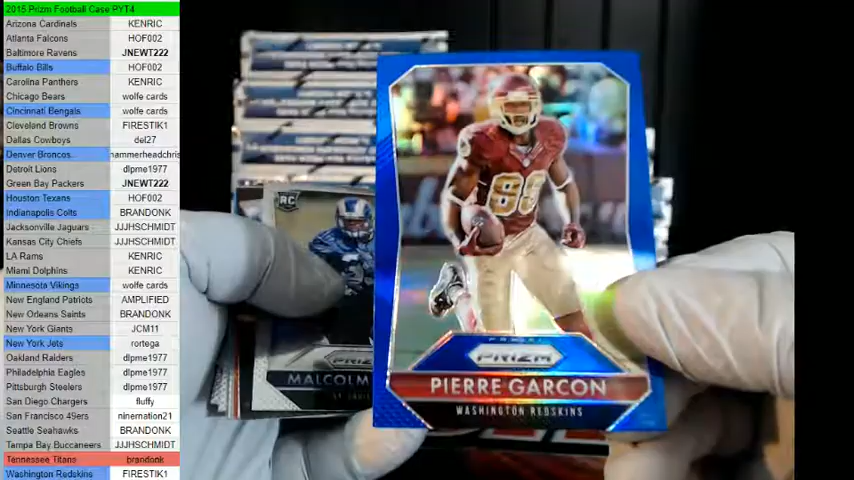 2015 Prizm Football Case PYT4
Arizona Cardinals KENRIC
Atlanta Falcons HOF002
Baltimore Ravens JNEWT222
Buffalo Bills HOF002
Carolina Panthers KENRIC
Chicago Bears wolfe cards
Cincinnati Bengals wolfe cards
Cleveland Browns FIRESTIK1
Dallas Cowboys del27
Denver Broncos hammerheadchris
Detroit Lions dlpme1977
Green Bay Packers JNEWT222
Houston Texans HOF002
Indianapolis Colts BRANDONK
Jacksonville Jaguars JJJHSCHMIDT
Kansas City Chiefs JJJHSCHMIDT
LA Rams KENRIC
Miami Dolphins KENRIC
Minnesota Vikings wolfe cards
New England Patriots AMPLIFIED
New Orleans Saints BRANDONK
New York Giants JCM11
New York Jets rortega
Oakland Raiders dlpme1977
Philadelphia Eagles dlpme1977
Pittsburgh Steelers dlpme1977
San Diego Chargers fluffy
San Francisco 49ers ninernation21
Seattle Seahawks BRANDONK
Tampa Bay Buccaneers JJJHSCHMIDT
Tennessee Titans brandonk
Washington Redskins FIRESTIK1
RC
PRIZM
MALCOLM
88
PANINI
PRIZM
PIERRE GARCON
WASHINGTON REDSKINS